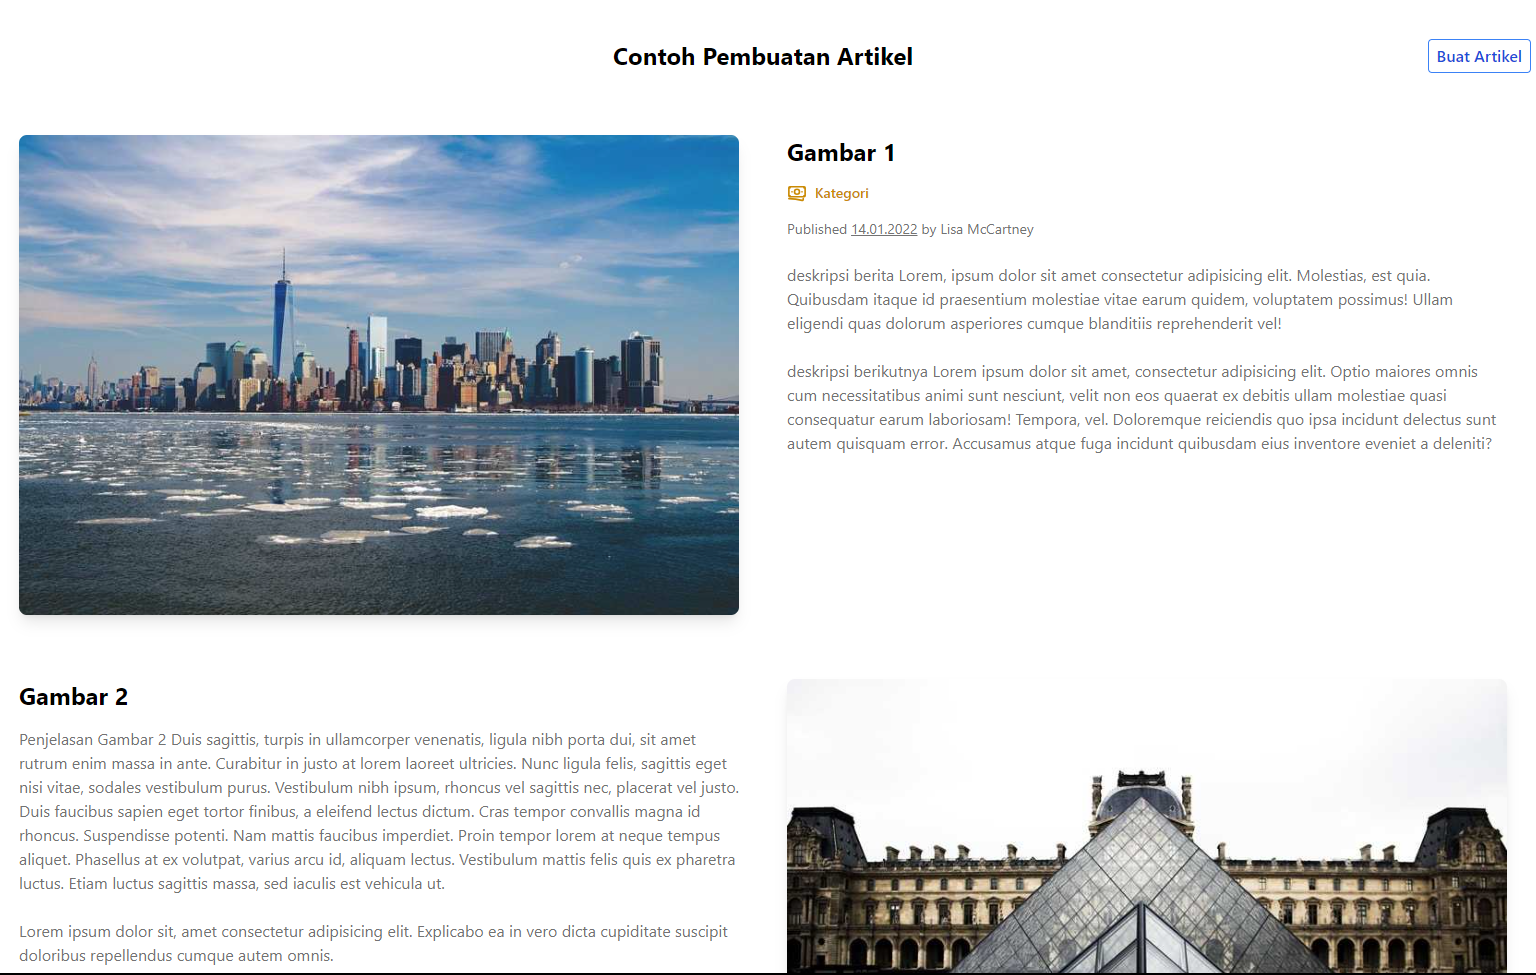 Contoh Pembuatan Artikel
Buat Artikel
Gambar 1
Kategori
Published 14.01.2022 by Lisa McCartney
deskripsi berita Lorem, ipsum dolor sit amet consectetur adipisicing elit. Molestias, est quia.
Quibusdam itaque id praesentium molestiae vitae earum quidem, voluptatem possimus! Ullam
eligendi quas dolorum asperiores cumque blanditiis reprehenderit vel!
deskripsi berikutnya Lorem ipsum dolor sit amet, consectetur adipisicing elit. Optio maiores omnis
cum necessitatibus animi sunt nesciunt, velit non eos quaerat ex debitis ullam molestiae quasi
consequatur earum laboriosam! Tempora, vel. Doloremque reiciendis quo ipsa incidunt delectus sunt
autem quisquam error. Accusamus atque fuga incidunt quibusdam eius inventore eveniet a deleniti?
Gambar 2
Penjelasan Gambar 2 Duis sagittis, turpis in ullamcorper venenatis, ligula nibh porta dui, sit amet
rutrum enim massa in ante. Curabitur in justo at lorem laoreet ultricies. Nunc ligula felis, sagittis eget
nisi vitae, sodales vestibulum purus. Vestibulum nibh ipsum, rhoncus vel sagittis nec, placerat vel justo.
Duis faucibus sapien eget tortor finibus, a eleifend lectus dictum. Cras tempor convallis magna id
rhoncus. Suspendisse potenti. Nam mattis faucibus imperdiet. Proin tempor lorem at neque tempus
aliquet. Phasellus at ex volutpat, varius arcu id, aliquam lectus. Vestibulum mattis felis quis ex pharetra
luctus. Etiam luctus sagittis massa, sed iaculis est vehicula ut.
Lorem ipsum dolor sit, amet consectetur adipisicing elit. Explicabo ea in vero dicta cupiditate suscipit
doloribus repellendus cumque autem omnis.